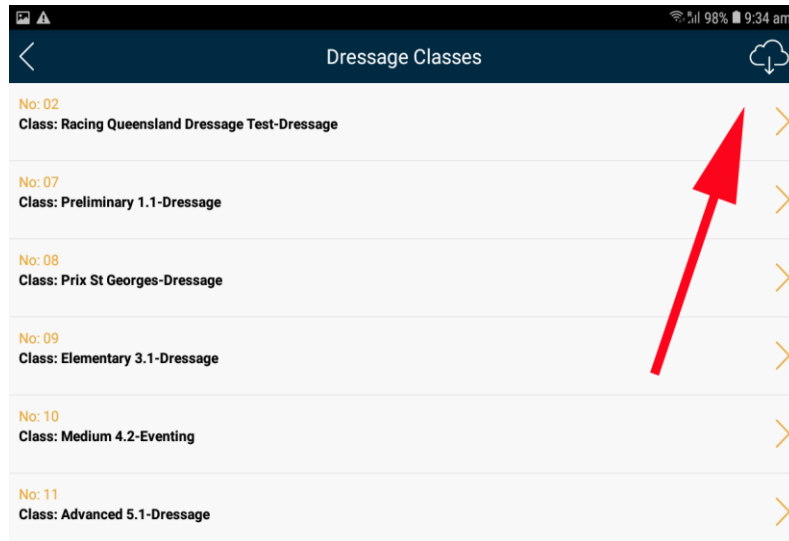 98% 9:34 am
Dressage Classes
No: 02
Class: Racing Queensland Dressage Test-Dressage
No: 07
Class: Preliminary 1.1-Dressage
No: 08
Class: Prix St Georges-Dressage
No: 09
Class: Elementary 3.1-Dressage
No: 10
Class: Medium 4.2-Eventing
No: 11
Class: Advanced 5.1-Dressage